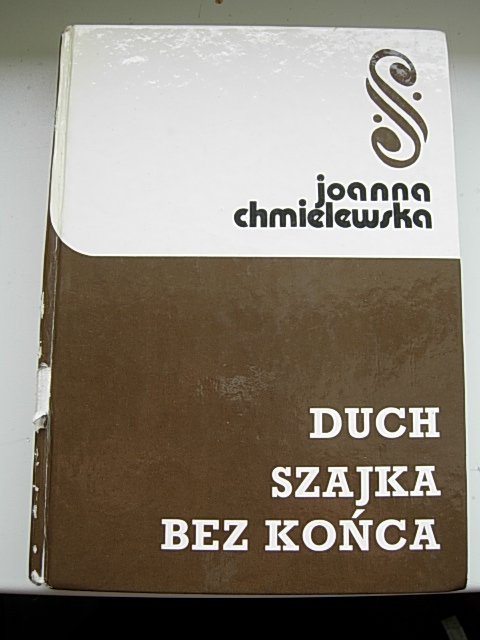 joanna
chmielewska
DUCH
SZAJKA
BEZ KOŃCA